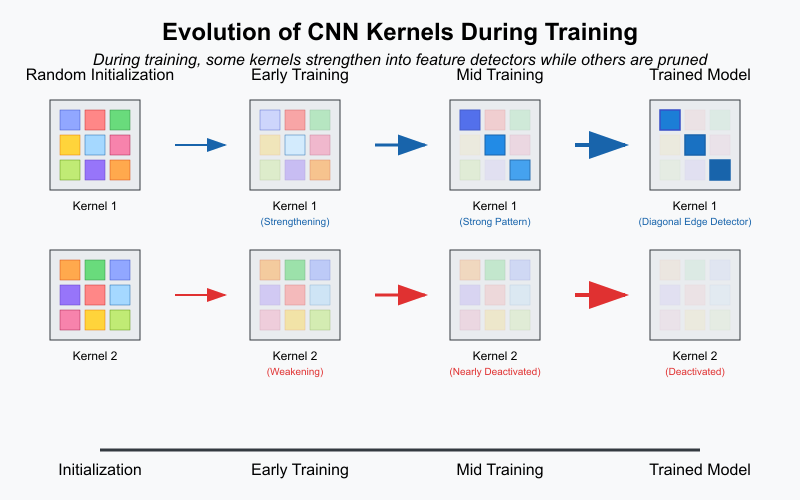 Evolution of CNN Kernels During Training
During training, some kernels strengthen into feature detectors while others are pruned
Random Initialization Early Training Mid Training Trained Model
Kernel 1 Kernel 1 Kernel 1 Kernel 1
(Strengthening) (Strong Pattern) (Diagonal Edge Detector)
Kernel 2 Kernel 2 Kernel 2 Kernel 2
(Weakening) (Nearly Deactivated) (Deactivated)
Initialization Early Training Mid Training Trained Model